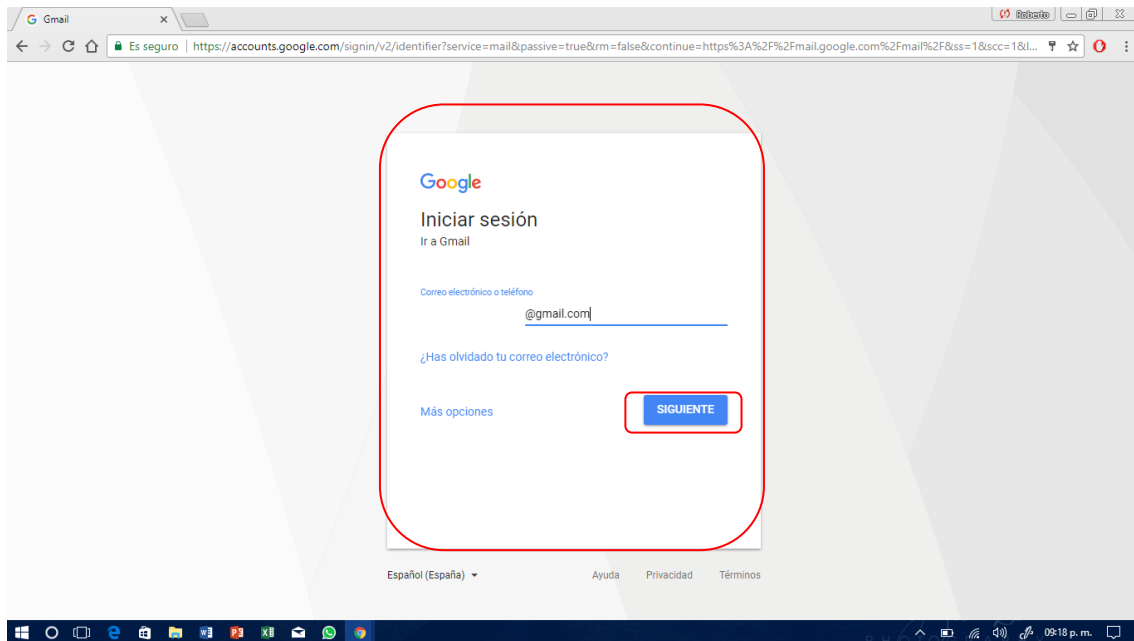 Gmail
Roberto
Es seguro | https://accounts.google.com/signin/v2/identifier?service=mail&passive=true&rm=false&continue=https%3A%2F%2Fmail.google.com%2Fmail%2F&ss=1&scc=1&l...
Google
Iniciar sesión
Ir a Gmail
Correo electrónico o teléfono
@gmail.com
¿Has olvidado tu correo electrónico?
Más opciones
SIGUIENTE
Español (España)
Ayuda Privacidad Términos
09:18 p. m.